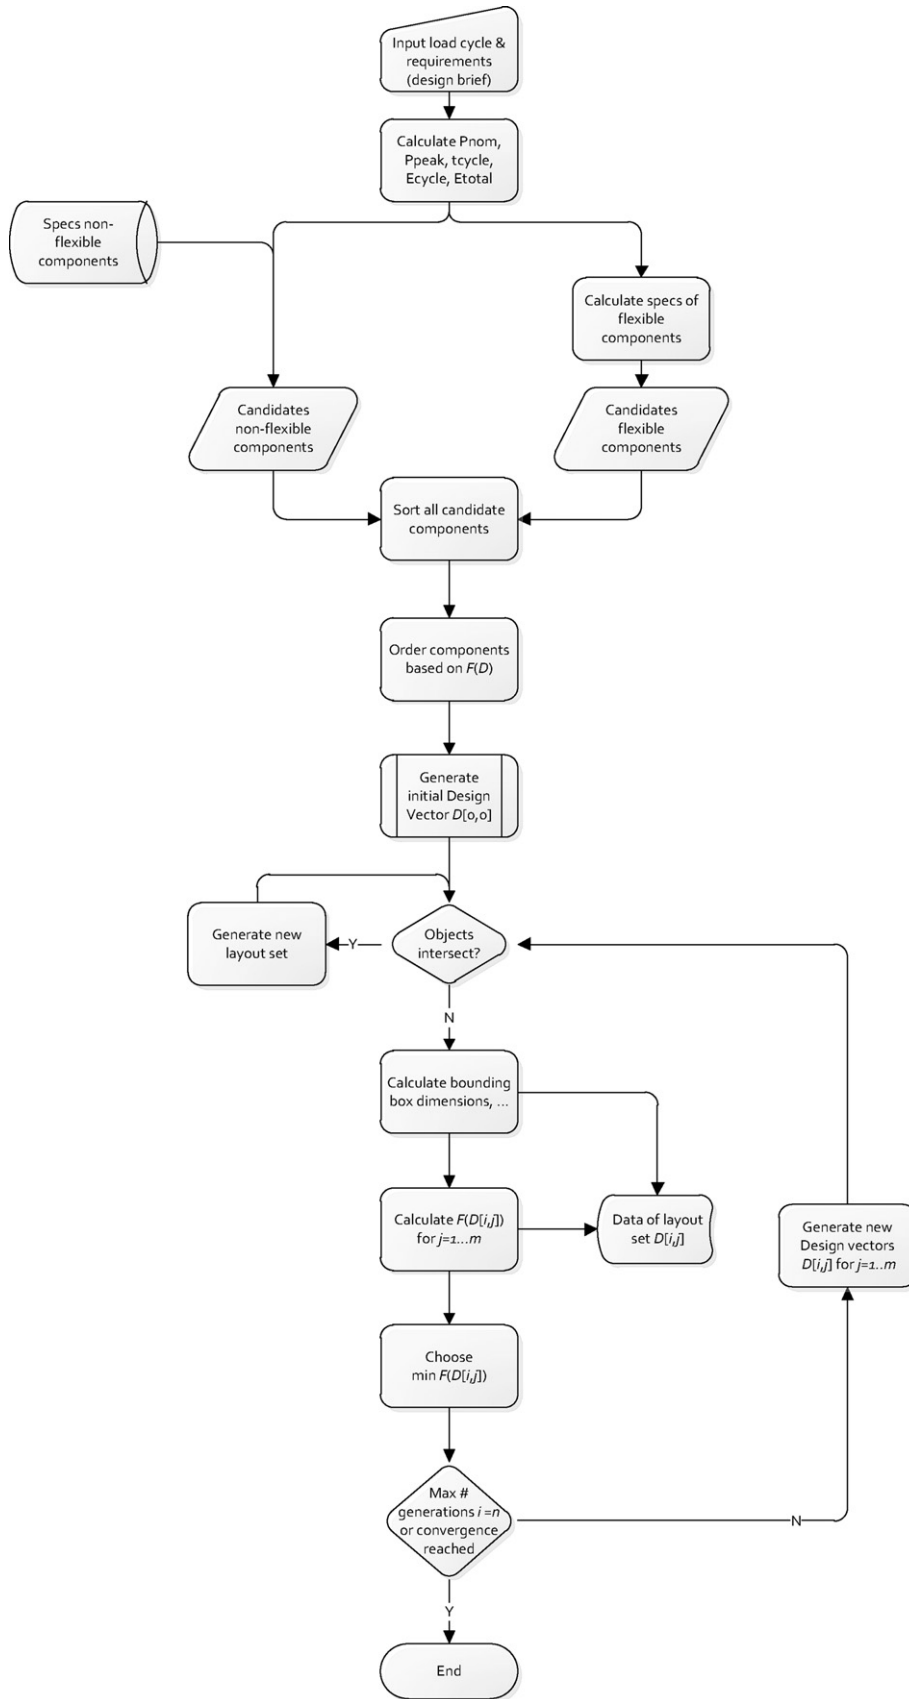 Input load cycle &
requirements
(design brief)
Calculate Pnom,
Ppeak, tcycle,
Ecycle, Etotal
Specs non-
flexible
components
Calculate specs of
flexible
components
Candidates
non-flexible
components
Candidates
flexible
components
Sort all candidate
components
Order components
based on F(D)
Generate
initial Design
Vector D[0,0]
Generate new
layout set
Y
Objects
intersect?
N
Calculate bounding
box dimensions, ...
Calculate F(D[i,j])
for j=1...m
Data of layout
set D[i,j]
Generate new
Design vectors
D[i,j] for j=1..m
Choose
min F(D[i,j])
Max #
generations i =n
or convergence
reached
N
Y
End